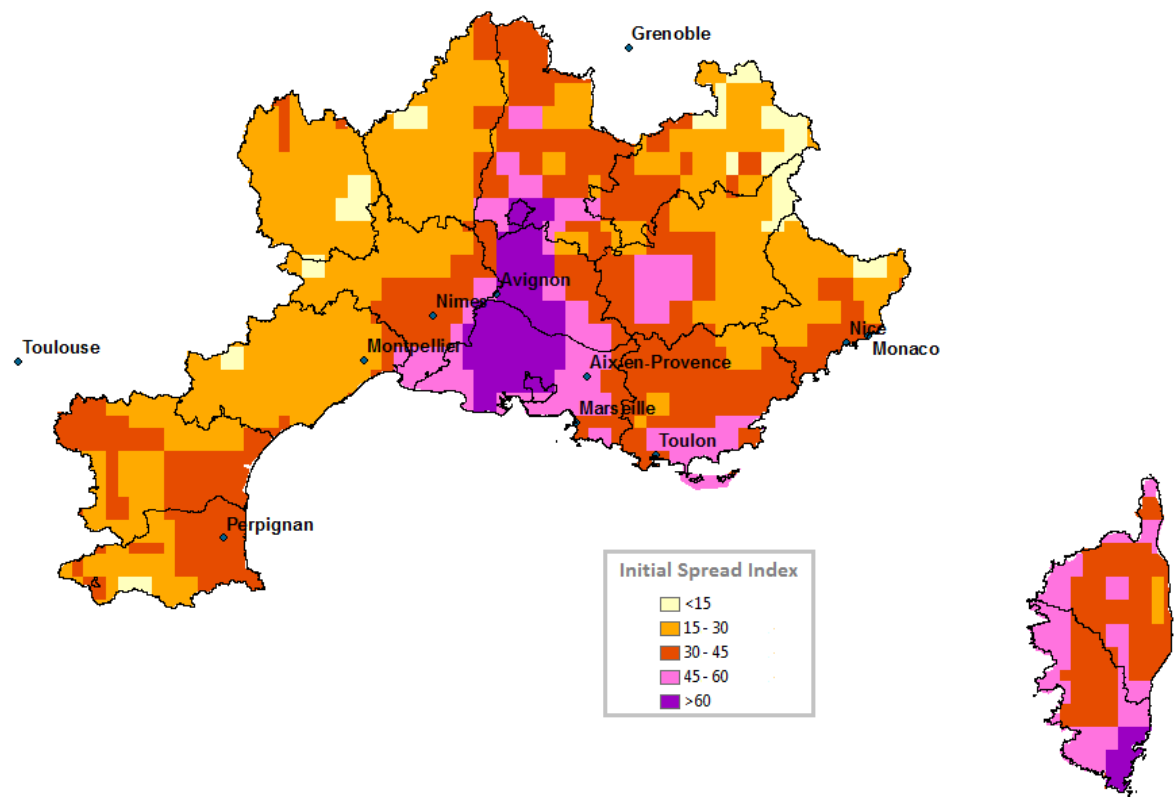 Grenoble
Avignon
Nimes
Nice
Monaco
Toulouse
Montpellier
Aix-en-Provence
Marseille
Toulon
Perpignan
Initial Spread Index
<15
15 - 30
30 - 45
45 - 60
>60